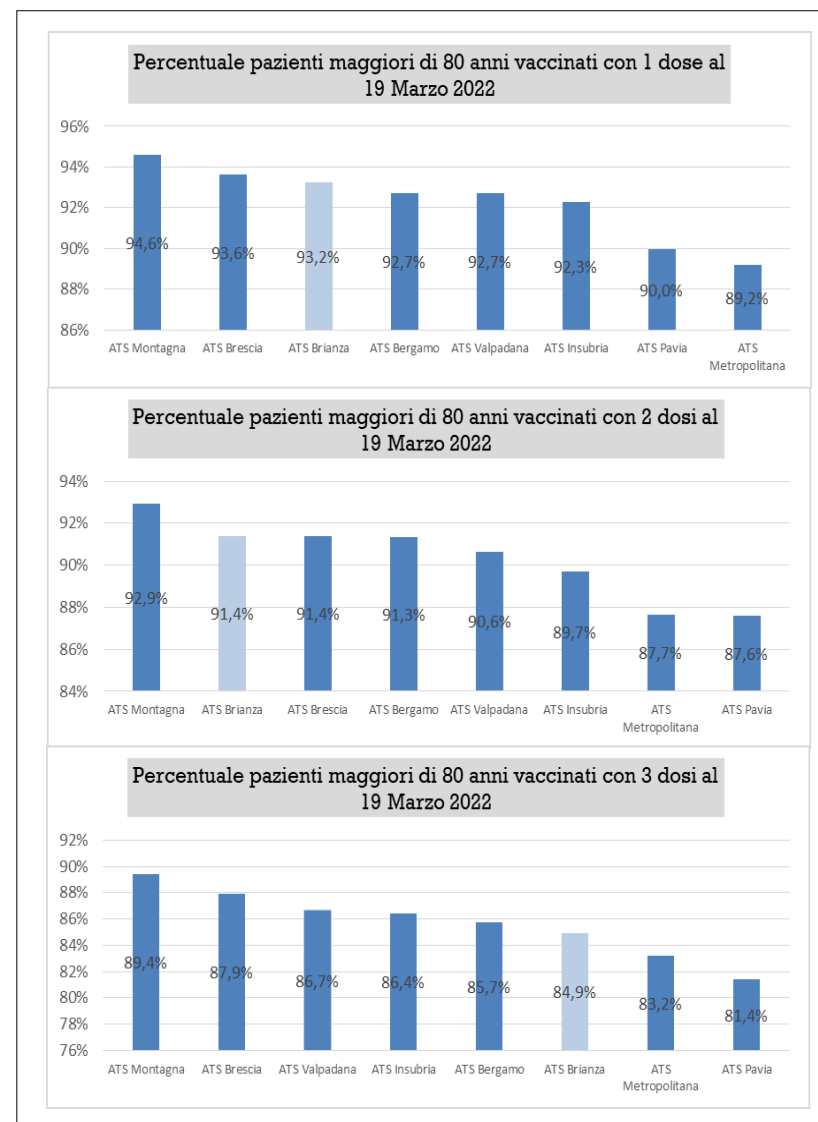 Percentuale pazienti maggiori di 80 anni vaccinati con 1 dose al
19 Marzo 2022
96%
94%
92%
90%
88%
86%
94,6%
93,6%
93,2%
92,7%
92,7%
92,3%
90,0%
89,2%
ATS Montagna
ATS Brescia
ATS Brianza
ATS Bergamo
ATS Valpadana
ATS Insubria
ATS Pavia
ATS
Metropolitana
Percentuale pazienti maggiori di 80 anni vaccinati con 2 dosi al
19 Marzo 2022
94%
92%
90%
88%
86%
84%
92,9%
91,4%
91,4%
91,3%
90,6%
89,7%
87,7%
87,6%
ATS Montagna
ATS Brianza
ATS Brescia
ATS Bergamo
ATS Valpadana
ATS Insubria
ATS
Metropolitana
ATS Pavia
Percentuale pazienti maggiori di 80 anni vaccinati con 3 dosi al
19 Marzo 2022
92%
90%
88%
86%
84%
82%
80%
78%
76%
89,4%
87,9%
86,7%
86,4%
85,7%
84,9%
83,2%
81,4%
ATS Montagna
ATS Brescia
ATS Valpadana
ATS Insubria
ATS Bergamo
ATS Brianza
ATS
Metropolitana
ATS Pavia